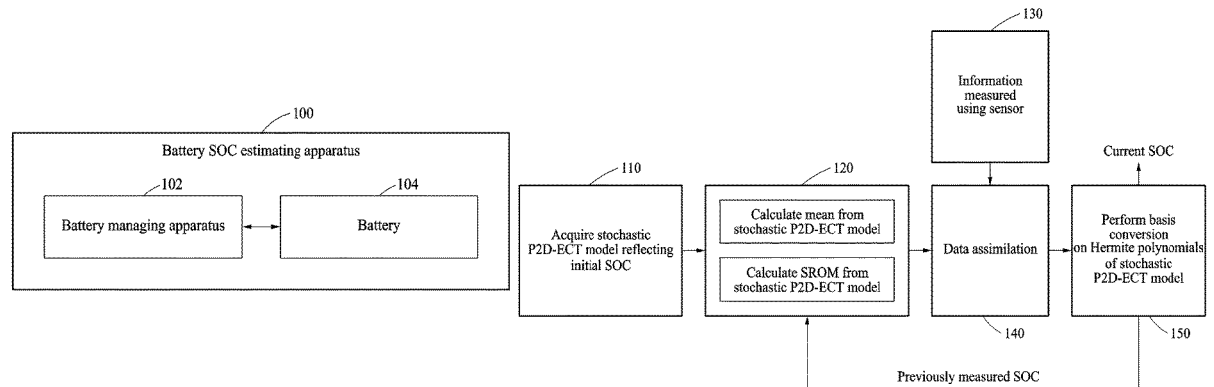 100
Battery SOC estimating apparatus
102
Battery managing apparatus
104
Battery
110
Acquire stochastic
P2D-ECT model reflecting
initial SOC
120
Calculate mean from
stochastic P2D-ECT model
Calculate SROM from
stochastic P2D-ECT model
130
Information
measured
using sensor
Data assimilation
140
Current SOC
Perform basis
conversion
on Hermite polynomials
of stochastic
P2D-ECT model
150
Previously measured SOC